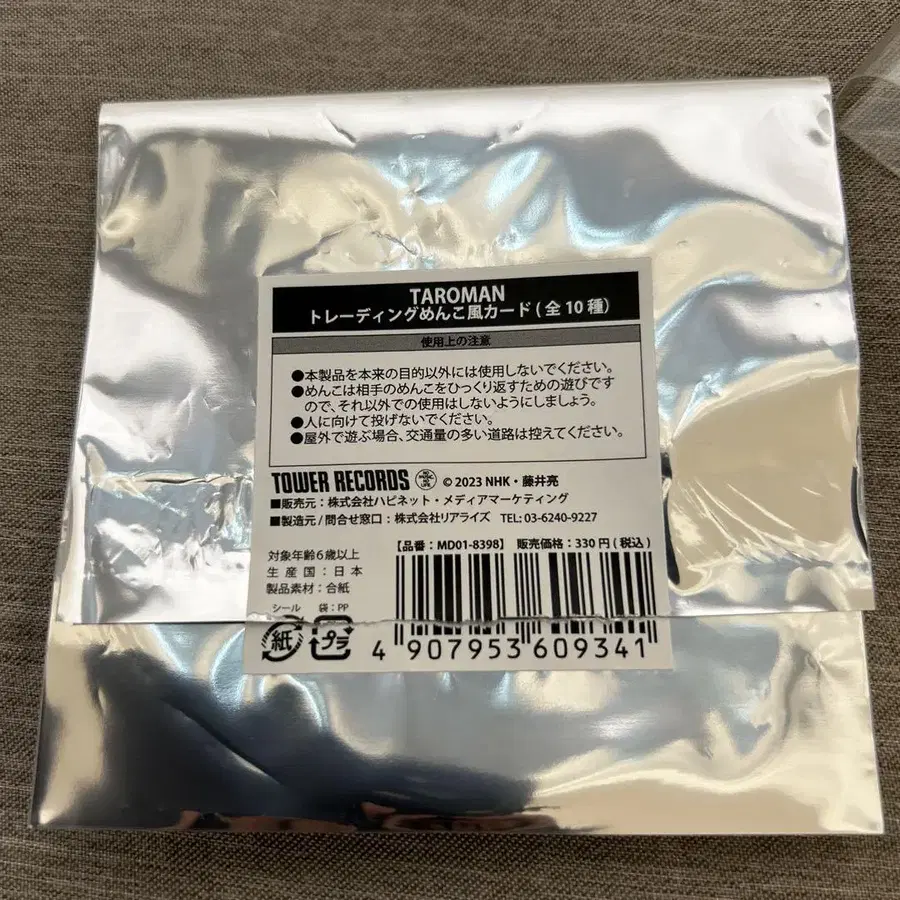 TAROMAN
トレーディングめんこ風カード(全10種)
使用上の注意
●本製品を本来の目的以外には使用しないでください。
●めんこは相手のめんこをひっくり返すための遊びです
ので、それ以外での使用はしないようにしましょう。
●人に向けて投げないでください。
●屋外で遊ぶ場合、交通量の多い道路は控えてください。
TOWER RECORDS NO MUSIC NO LIFE © 2023 NHK・藤井亮
■販売元：株式会社ハピネット・メディアマーケティング
■製造元/問合せ窓口：株式会社リアライズ TEL: 03-6240-9227
【品番：MD01-8398】 販売価格：330円(税込)
対象年齢6歳以上
生産国：日本
製品素材：合紙
シール 袋：PP
紙 プラ
4 907953 609341